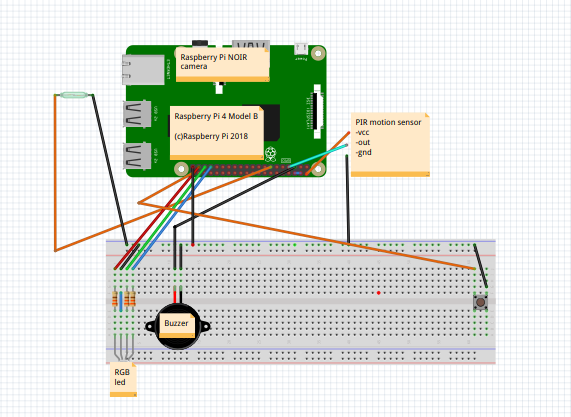 Raspberry Pi NOIR
camera
Raspberry Pi 4 Model B
(c)Raspberry Pi 2018
PIR motion sensor
-vcc
-out
-gnd
Buzzer
RGB
led